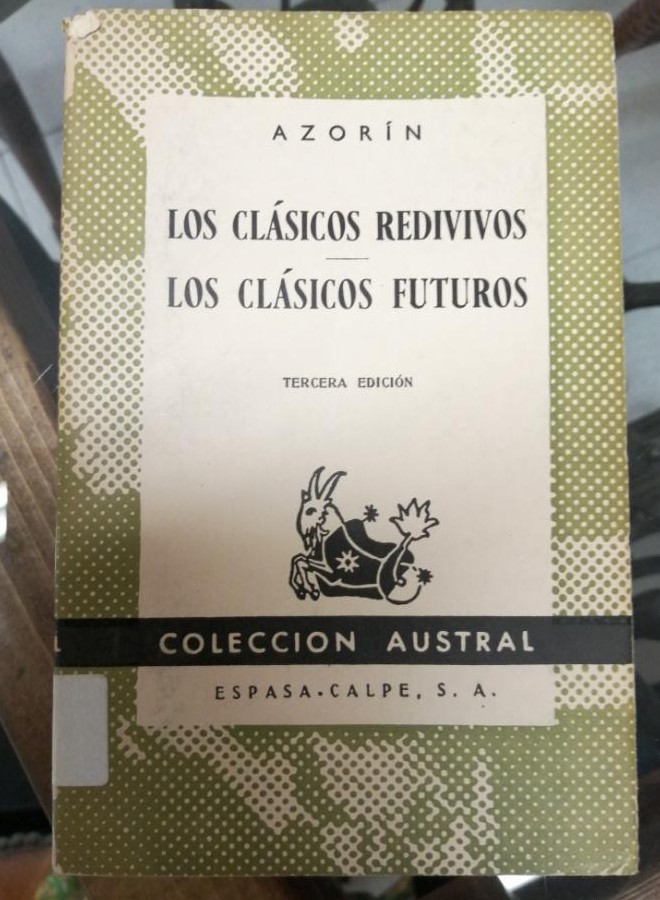 AZORÍN
LOS CLÁSICOS REDIVIVOS
LOS CLÁSICOS FUTUROS
TERCERA EDICIÓN
COLECCION AUSTRAL
ESPASA-CALPE, S. A.